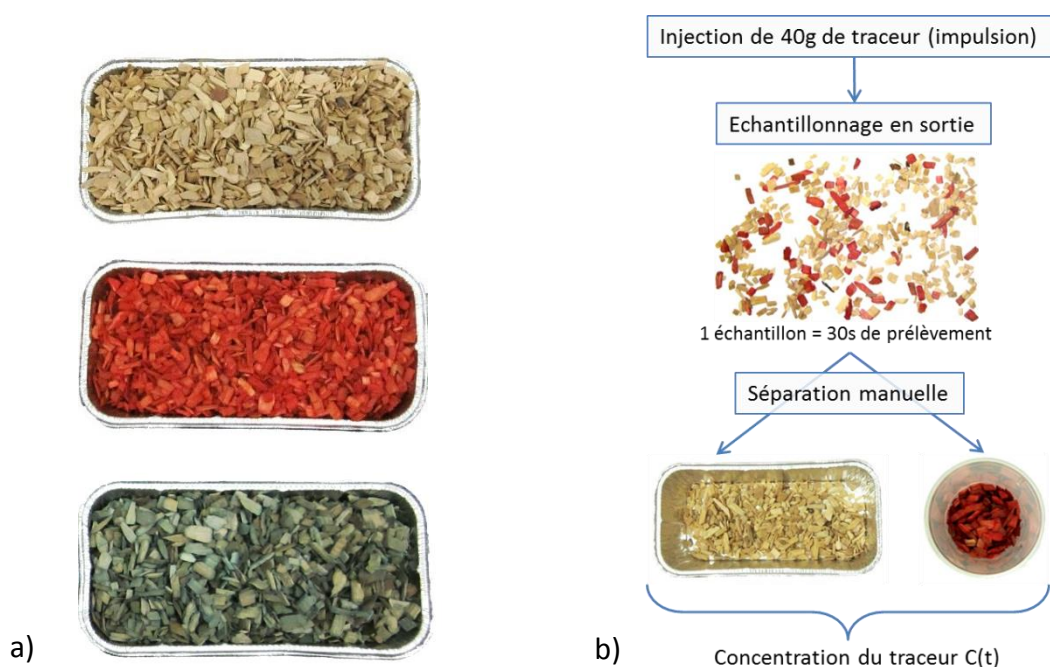 Injection de 40g de traceur (impulsion)
Echantillonnage en sortie
1 échantillon = 30s de prélèvement
Séparation manuelle
a)
b)
Concentration du traceur C(t)